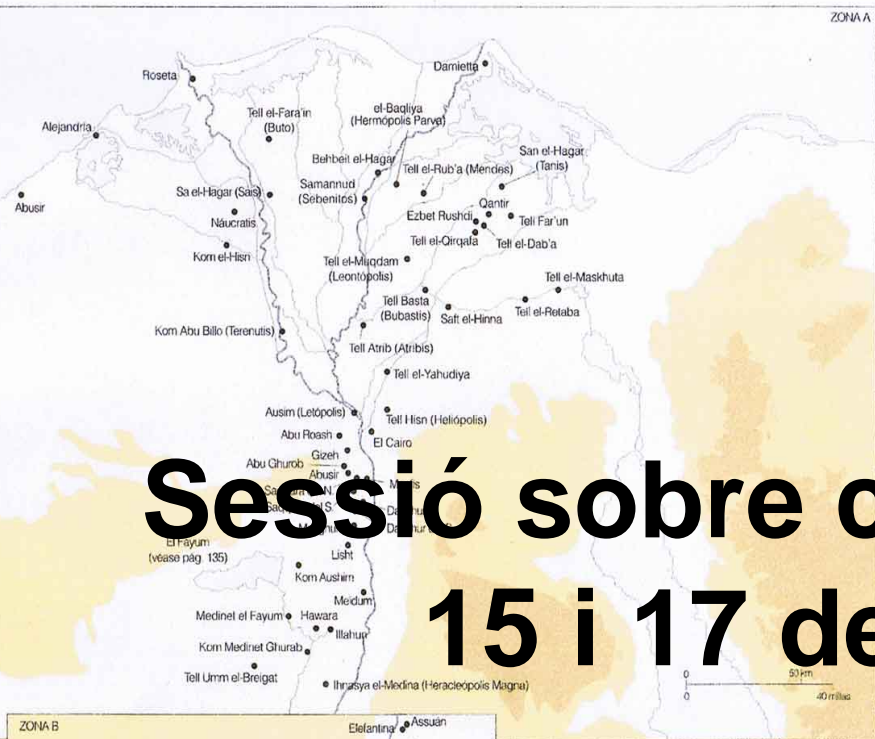 ZONA A
Roseta
Damietta
Alejandría
Tell el-Fara'in
(Buto)
el-Baqliya
(Hermópolis Parva)
Behbeit el-Hagar
San el-Hagar
(Tanis)
Tell el-Rub'a (Mendes)
Abusir
Sa el-Hagar (Sais)
Samannud
(Sebenitos)
Qantir
Náucratis
Ezbet Rushdi
Tell Far'un
Tell el-Qirqafa
Tell el-Dab'a
Kom el-Hisn
Tell el-Muqdam
(Leontópolis)
Tell el-Maskhuta
Tell Basta
(Bubastis)
Saft el-Hinna
Tell el-Retaba
Kom Abu Billo (Terenutis)
Tell Atrib (Atribis)
Tell el-Yahudiya
Ausim (Letópolis)
Tell Hisn (Heliópolis)
Abu Roash
El Cairo
Gizeh
Abu Ghurob
Abusir
Sessió sobre
El Fayum
(véase pág. 135)
Lisht
Kom Aushim
Meidum
15 i 17 de
Medinet el Fayum
Hawara
Illahun
Kom Medinet Ghurab
Tell Umm el-Breigat
Ihnasya el-Medina (Heracleópolis Magna)
0 50 km
0 40 millas
ZONA B
Elefantina
Assuán